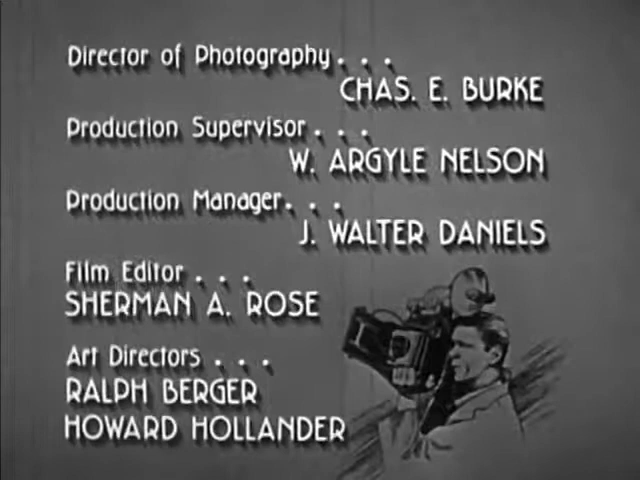 Director of Photography . . .
CHAS. E. BURKE
Production Supervisor . . .
W. ARGYLE NELSON
Production Manager . . .
J. WALTER DANIELS
Film Editor . . .
SHERMAN A. ROSE
Art Directors . . .
RALPH BERGER
HOWARD HOLLANDER